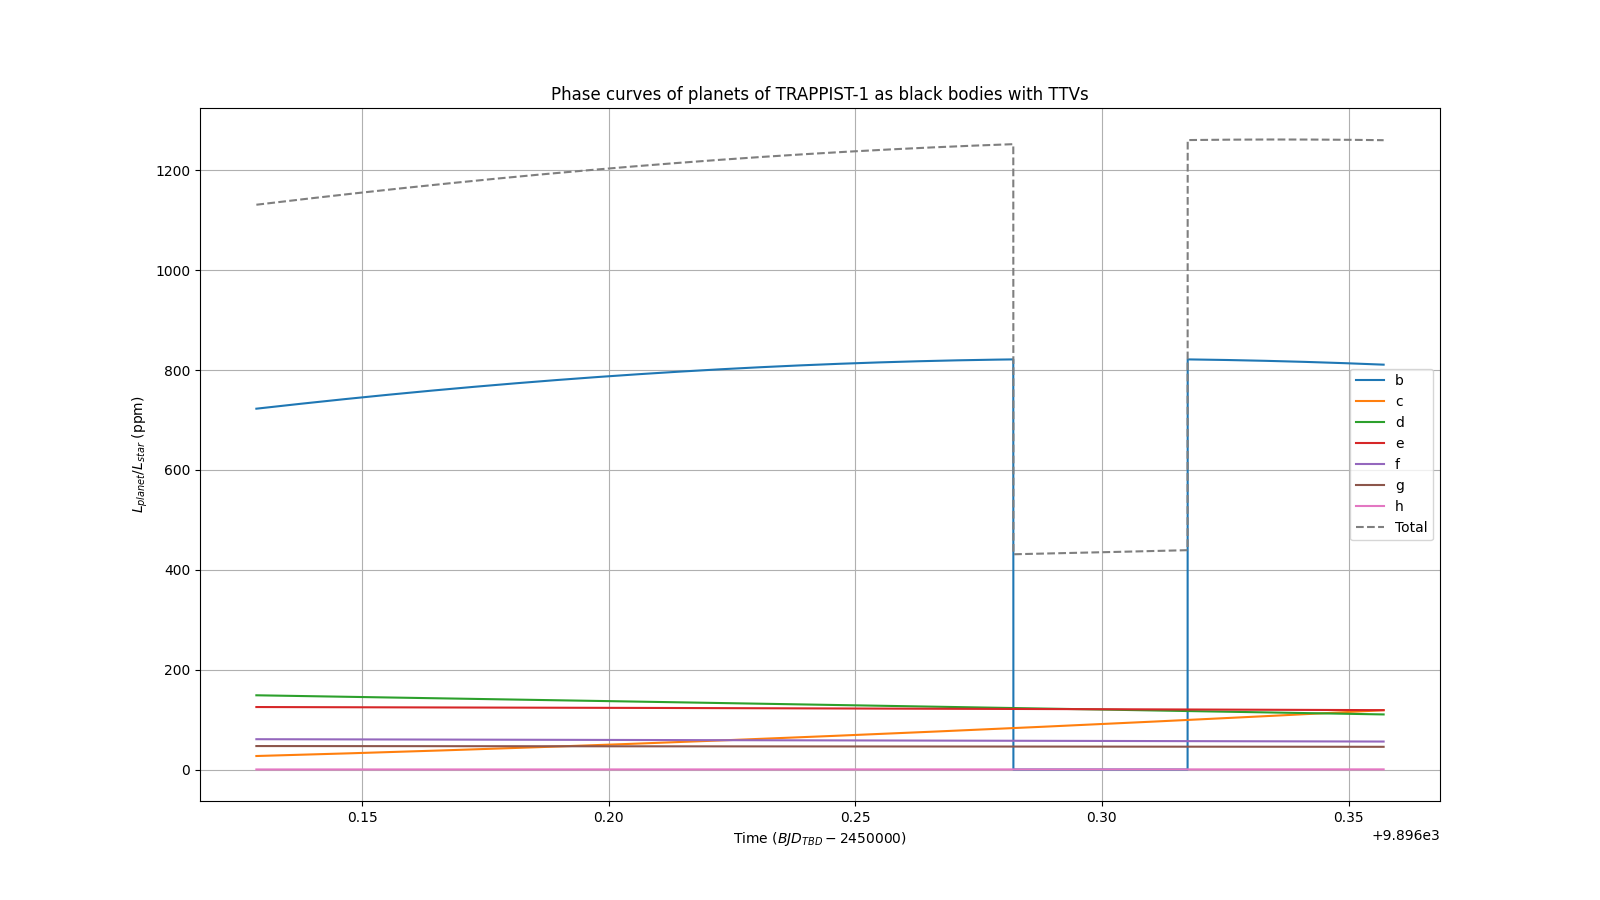 Phase curves of planets of TRAPPIST-1 as black bodies with TTVs
1200
1000
800
600
400
200
0
L_planet/L_star (ppm)
b
c
d
e
f
g
h
Total
0.15 0.20 0.25 0.30 0.35
+9.896e3
Time (BJD_TBD − 2450000)